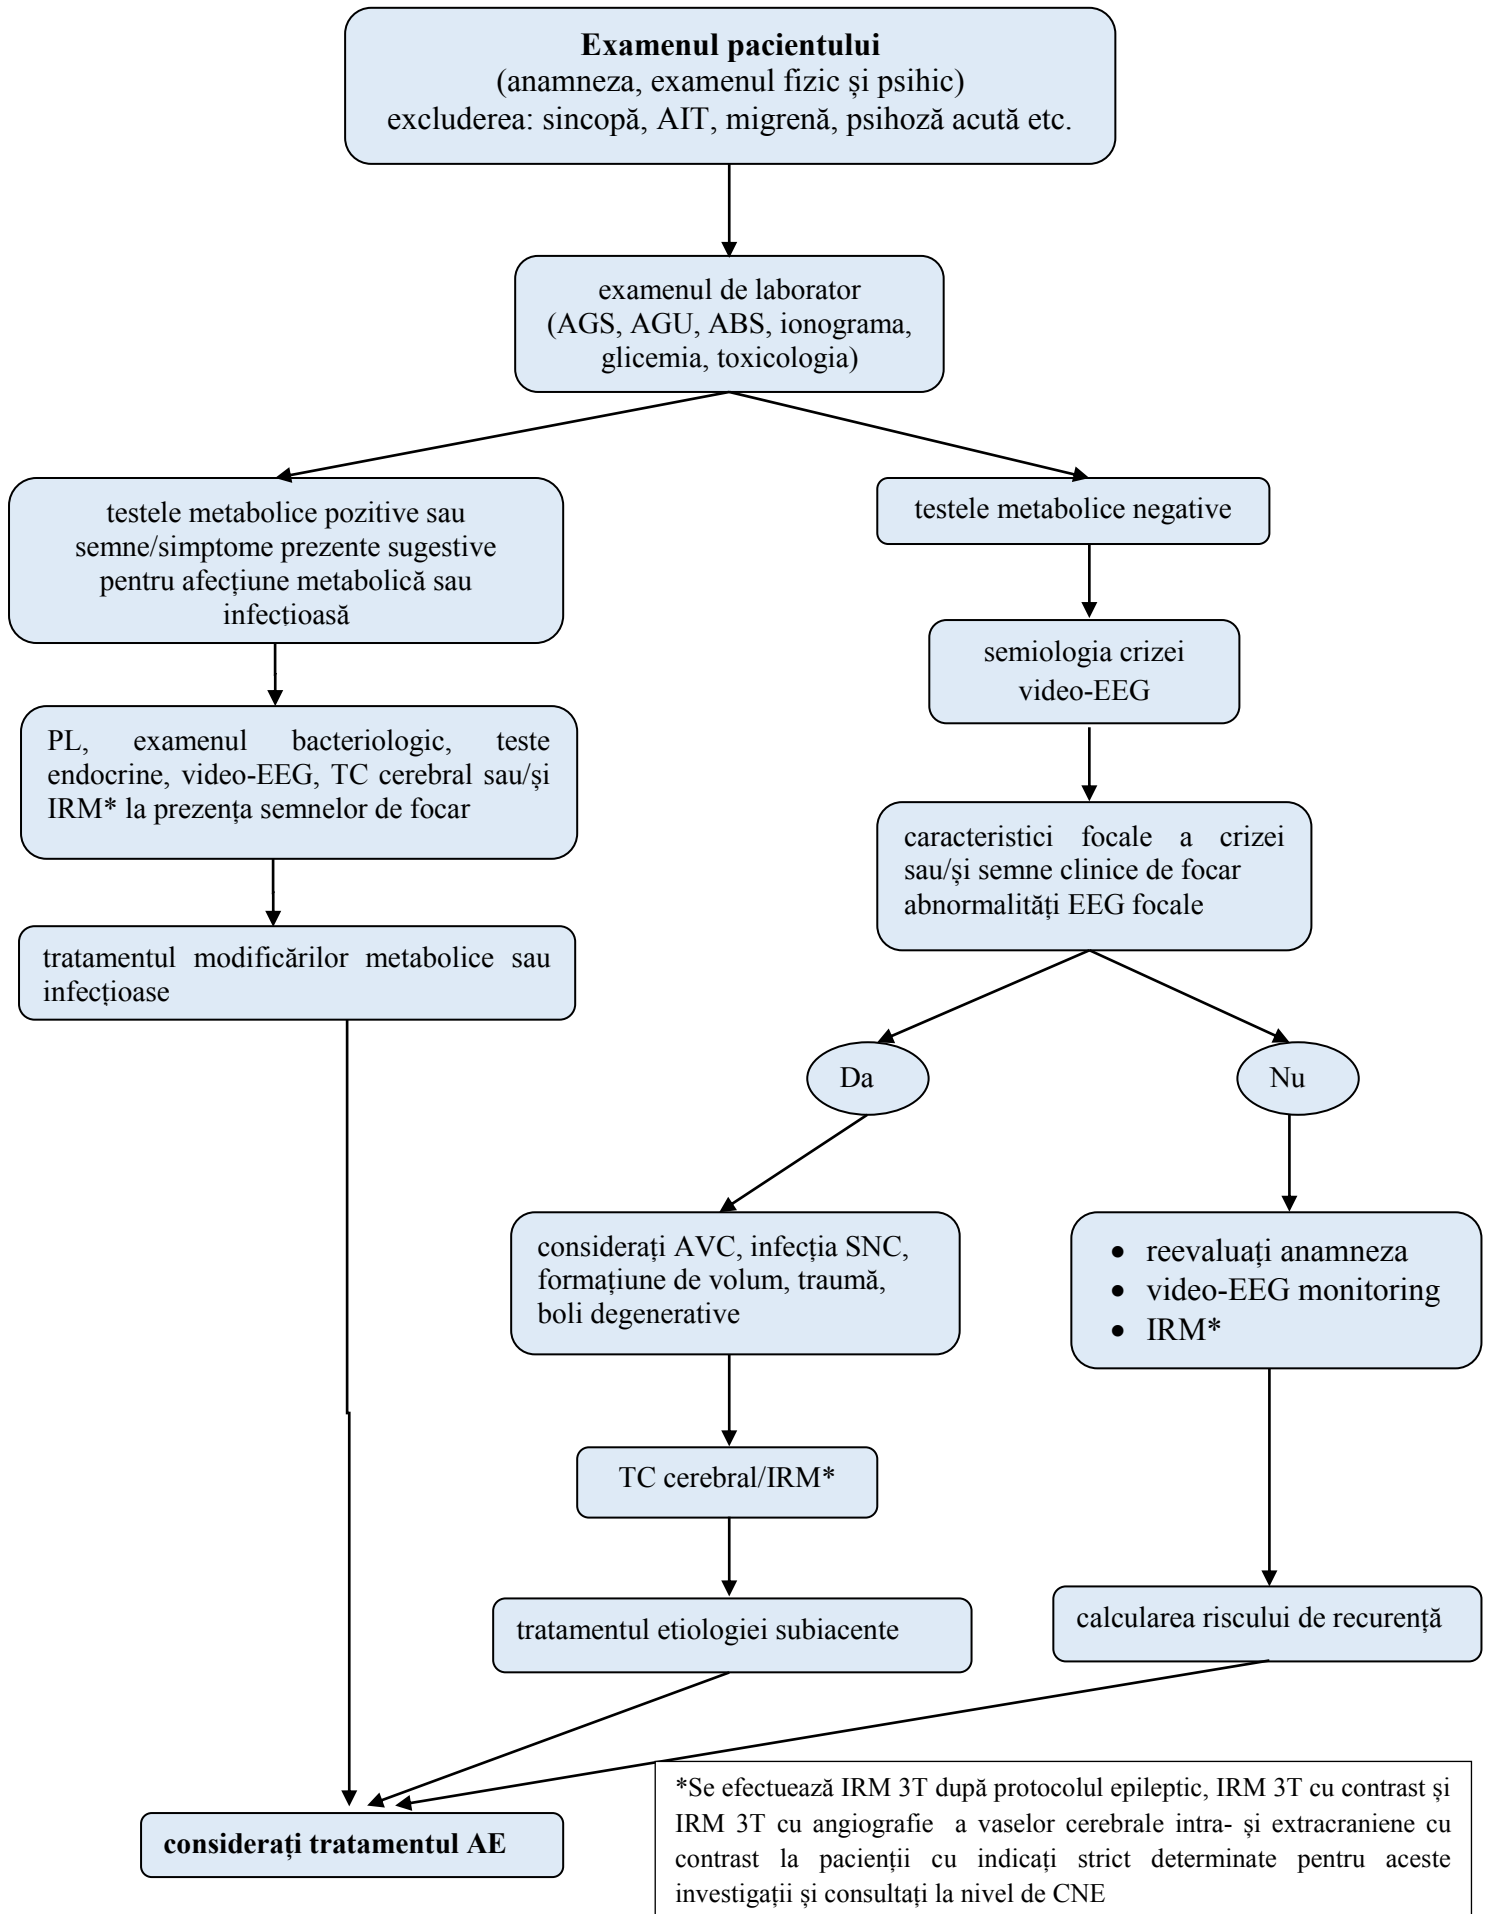 Examenul pacientului
(anamneza, examenul fizic și psihic)
excluderea: sincopă, AIT, migrenă, psihoză acută etc.
examenul de laborator
(AGS, AGU, ABS, ionograma,
glicemia, toxicologia)
testele metabolice pozitive sau
semne/simptome prezente sugestive
pentru afecțiune metabolică sau
infecțioasă
testele metabolice negative
semiologia crizei
video-EEG
PL, examenul bacteriologic, teste
endocrine, video-EEG, TC cerebral sau/și
IRM* la prezența semnelor de focar
caracteristici focale a crizei
sau/și semne clinice de focar
abnormalități EEG focale
tratamentul modificărilor metabolice sau
infecțioase
Da
Nu
considerați AVC, infecția SNC,
formațiune de volum, traumă,
boli degenerative
• reevaluați anamneza
• video-EEG monitoring
• IRM*
TC cerebral/IRM*
tratamentul etiologiei subiacente
calcularea riscului de recurență
considerați tratamentul AE
*Se efectuează IRM 3T după protocolul epileptic, IRM 3T cu contrast și
IRM 3T cu angiografie a vaselor cerebrale intra- și extracraniene cu
contrast la pacienții cu indicați strict determinate pentru aceste
investigații și consultați la nivel de CNE